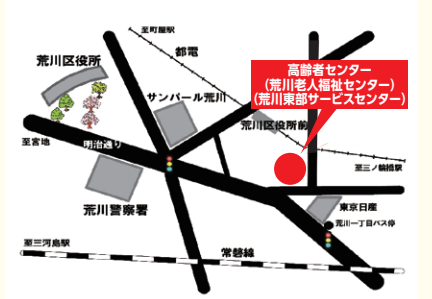 至町屋駅
都電
荒川区役所
高齢者センター
(荒川老人福祉センター)
(荒川東部サービスセンター)
サンパール荒川
荒川区役所前
至宮地
明治通り
至三ノ輪橋駅
荒川警察署
東京日産
荒川一丁目バス停
至三河島駅
常磐線